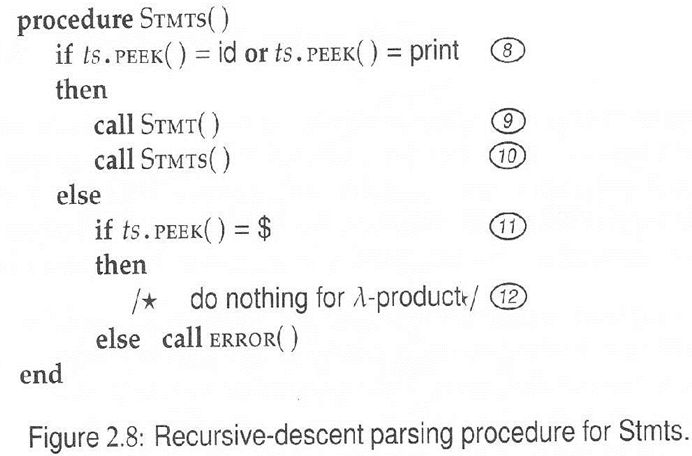 procedure STMTS()
if ts.PEEK() = id or ts.PEEK() = print 8
then
call STMT() 9
call STMTS() 10
else
if ts.PEEK() = $ 11
then
/★ do nothing for λ-product★/ 12
else call ERROR()
end
Figure 2.8: Recursive-descent parsing procedure for Stmts.